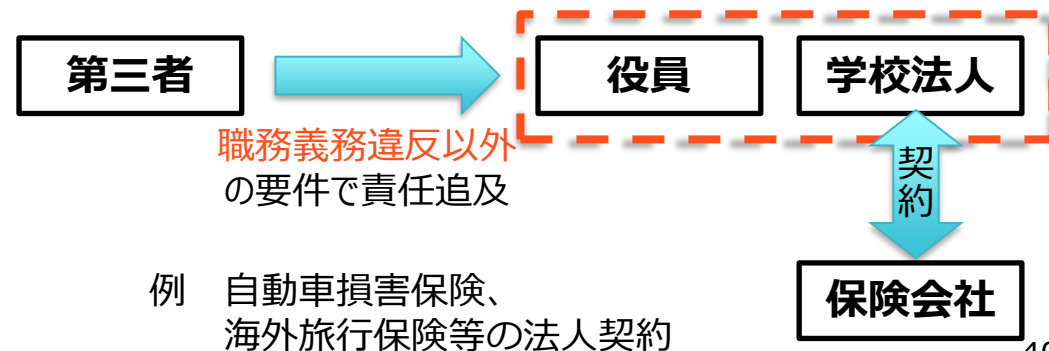 第三者
役員
学校法人
職務義務違反以外
の要件で責任追及
契約
例 自動車損害保険、
海外旅行保険等の法人契約
保険会社